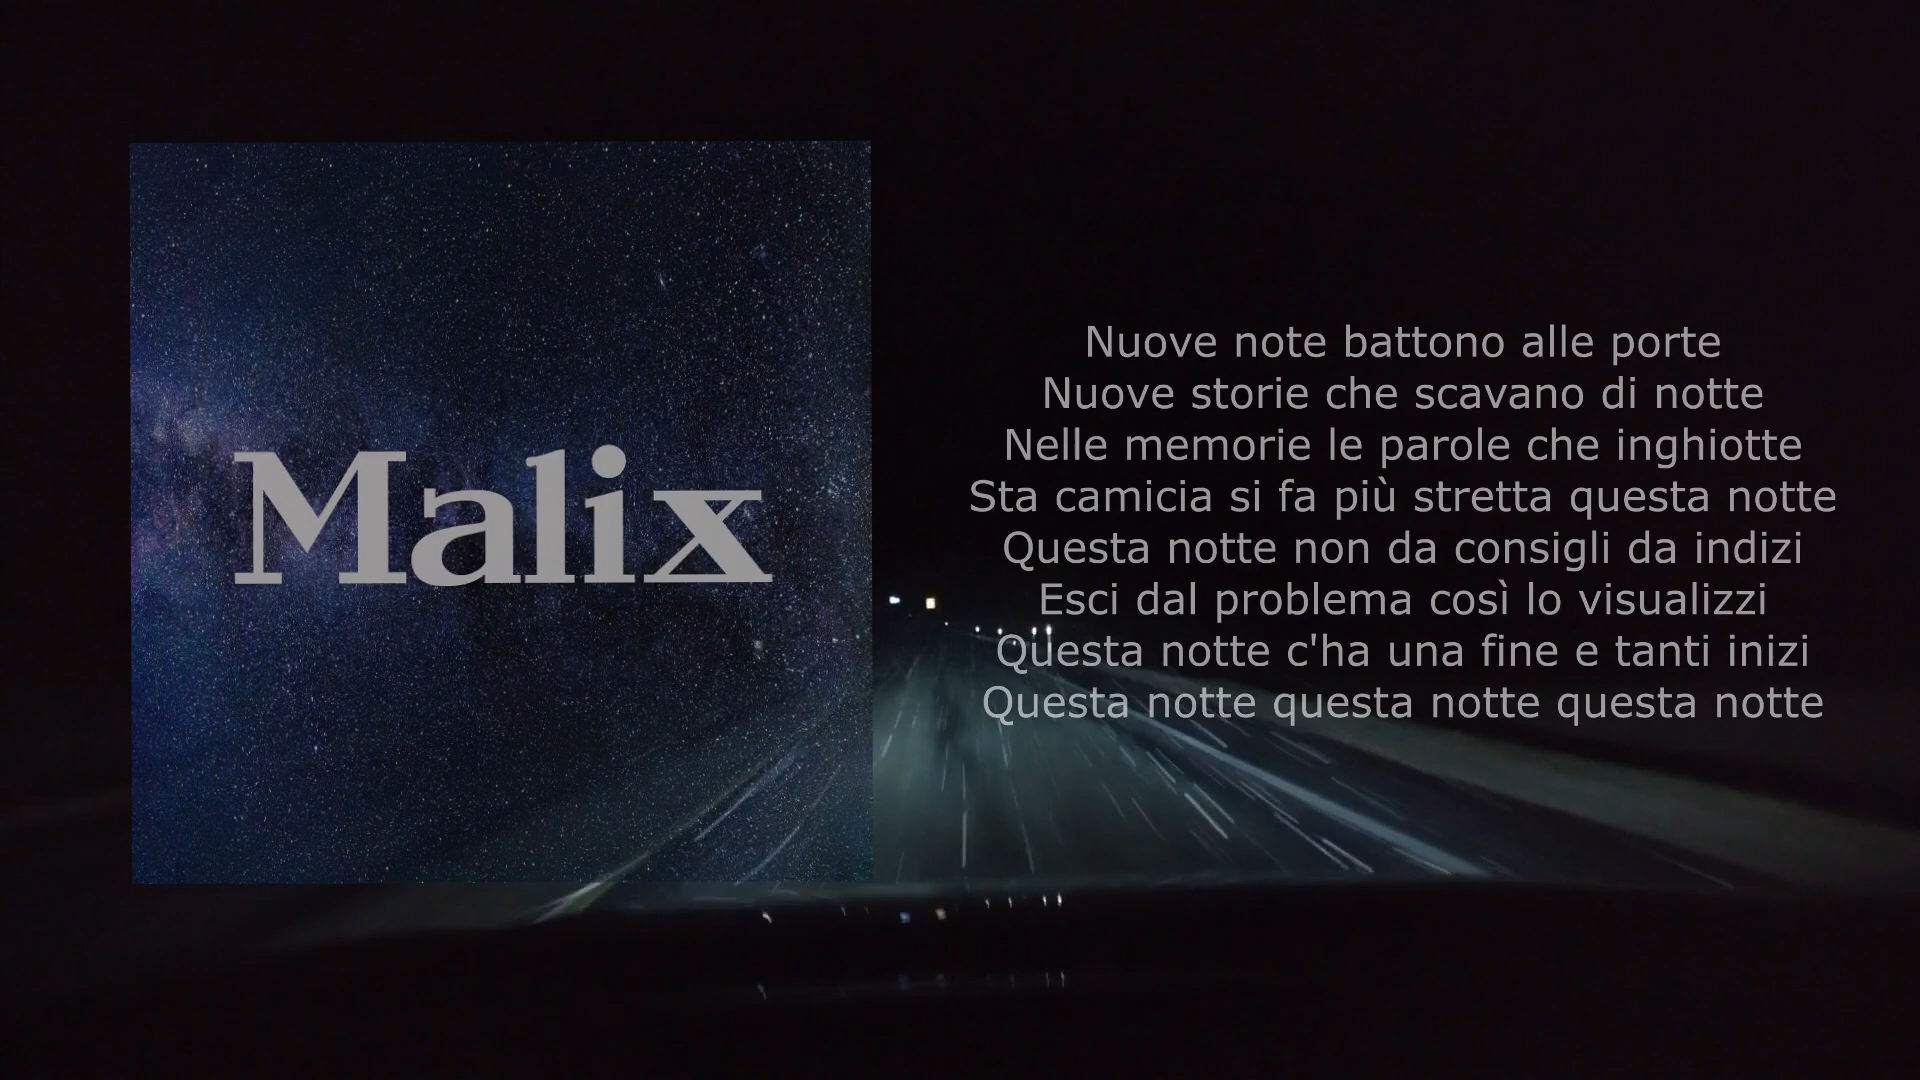 Malix
Nuove note battono alle porte
Nuove storie che scavano di notte
Nelle memorie le parole che inghiotte
Sta camicia si fa più stretta questa notte
Questa notte non da consigli da indizi
Esci dal problema così lo visualizzi
Questa notte c'ha una fine e tanti inizi
Questa notte questa notte questa notte